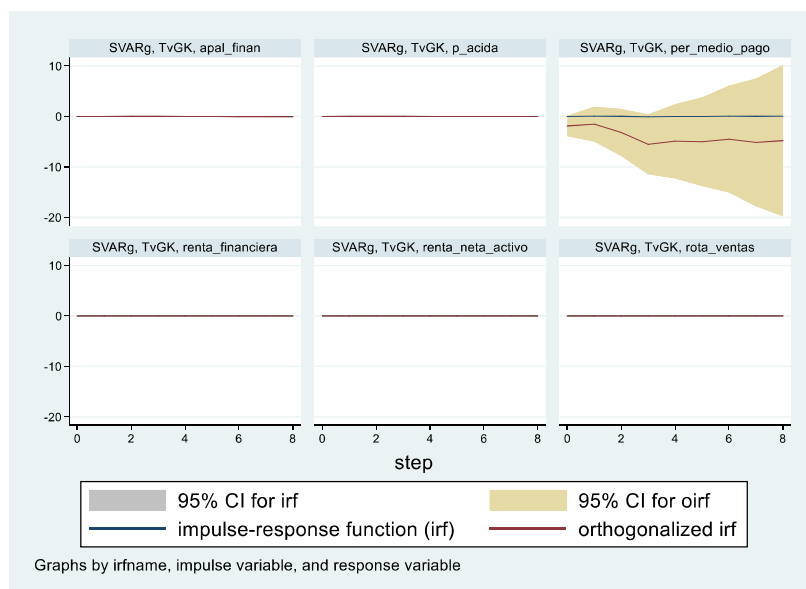 SVARg, TvGK, apal_finan
SVARg, TvGK, p_acida
SVARg, TvGK, per_medio_pago
10
0
-10
-20
SVARg, TvGK, renta_financiera
SVARg, TvGK, renta_neta_activo
SVARg, TvGK, rota_ventas
10
0
-10
-20
0 2 4 6 8
0 2 4 6 8
0 2 4 6 8
step
95% CI for irf
95% CI for oirf
impulse-response function (irf)
orthogonalized irf
Graphs by irfname, impulse variable, and response variable